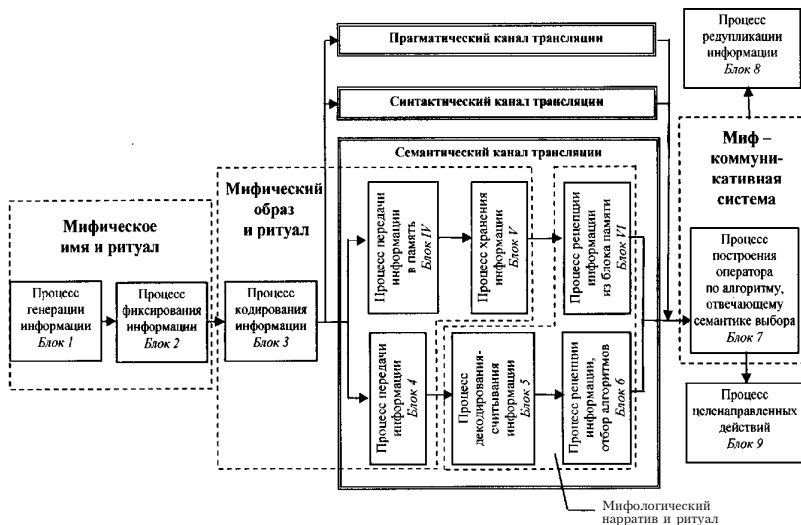 Прагматический канал трансляции
Синтактический канал трансляции
Семантический канал трансляции
Мифическое
имя и ритуал
Процесс
генерации
информации
Блок 1
Процесс
фиксирования
информации
Блок 2
Мифический
образ
и ритуал
Процесс
кодирования
информации
Блок 3
Процесс передачи
информации
в память
Блок IV
Процесс хранения
информации
Блок V
Процесс рецепции
информации
из блока памяти
Блок VI
Процесс передачи
информации
Блок 4
Процесс
декодирования-
считывания
информации
Блок 5
Процесс рецепции
информации,
отбор алгоритмов
Блок 6
Мифологический
нарратив и ритуал
Процесс
редупликации
информации
Блок 8
Миф –
коммуни-
кативная
система
Процесс
построения
оператора
по алгоритму,
отвечающему
семантике выбора
Блок 7
Процесс
целенаправленных
действий
Блок 9